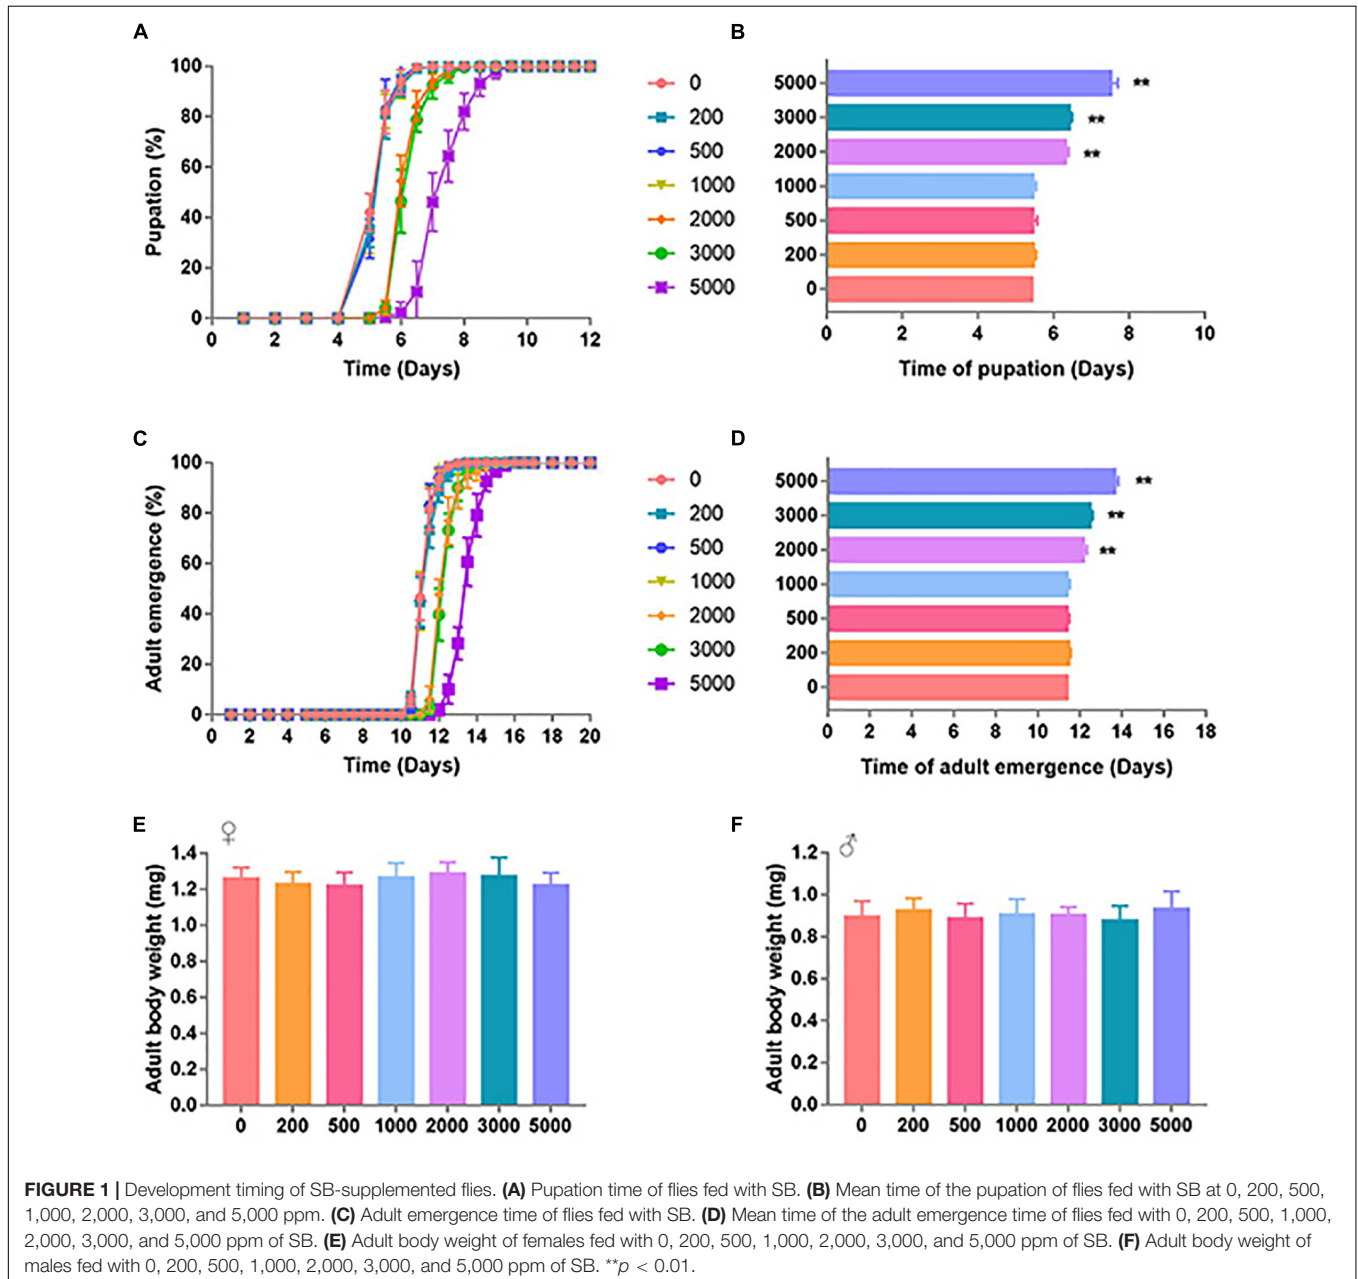 A
Pupation (%)
100
80
60
40
20
0
0 2 4 6 8 10 12
Time (Days)
0
200
500
1000
2000
3000
5000
B
5000 **
3000 **
2000 **
1000
500
200
0
0 2 4 6 8 10
Time of pupation (Days)
C
Adult emergence (%)
100
80
60
40
20
0
0 2 4 6 8 10 12 14 16 18 20
Time (Days)
0
200
500
1000
2000
3000
5000
D
5000 **
3000 **
2000 **
1000
500
200
0
0 2 4 6 8 10 12 14 16 18
Time of adult emergence (Days)
E
♀
Adult body weight (mg)
1.4
1.2
1.0
0.8
0.6
0.4
0.2
0.0
0 200 500 1000 2000 3000 5000
F
♂
Adult body weight (mg)
1.2
1.0
0.8
0.6
0.4
0.2
0.0
0 200 500 1000 2000 3000 5000
FIGURE 1 | Development timing of SB-supplemented flies. (A) Pupation time of flies fed with SB. (B) Mean time of the pupation of flies fed with SB at 0, 200, 500,
1,000, 2,000, 3,000, and 5,000 ppm. (C) Adult emergence time of flies fed with SB. (D) Mean time of the adult emergence time of flies fed with 0, 200, 500, 1,000,
2,000, 3,000, and 5,000 ppm of SB. (E) Adult body weight of females fed with 0, 200, 500, 1,000, 2,000, 3,000, and 5,000 ppm of SB. (F) Adult body weight of
males fed with 0, 200, 500, 1,000, 2,000, 3,000, and 5,000 ppm of SB. **p < 0.01.